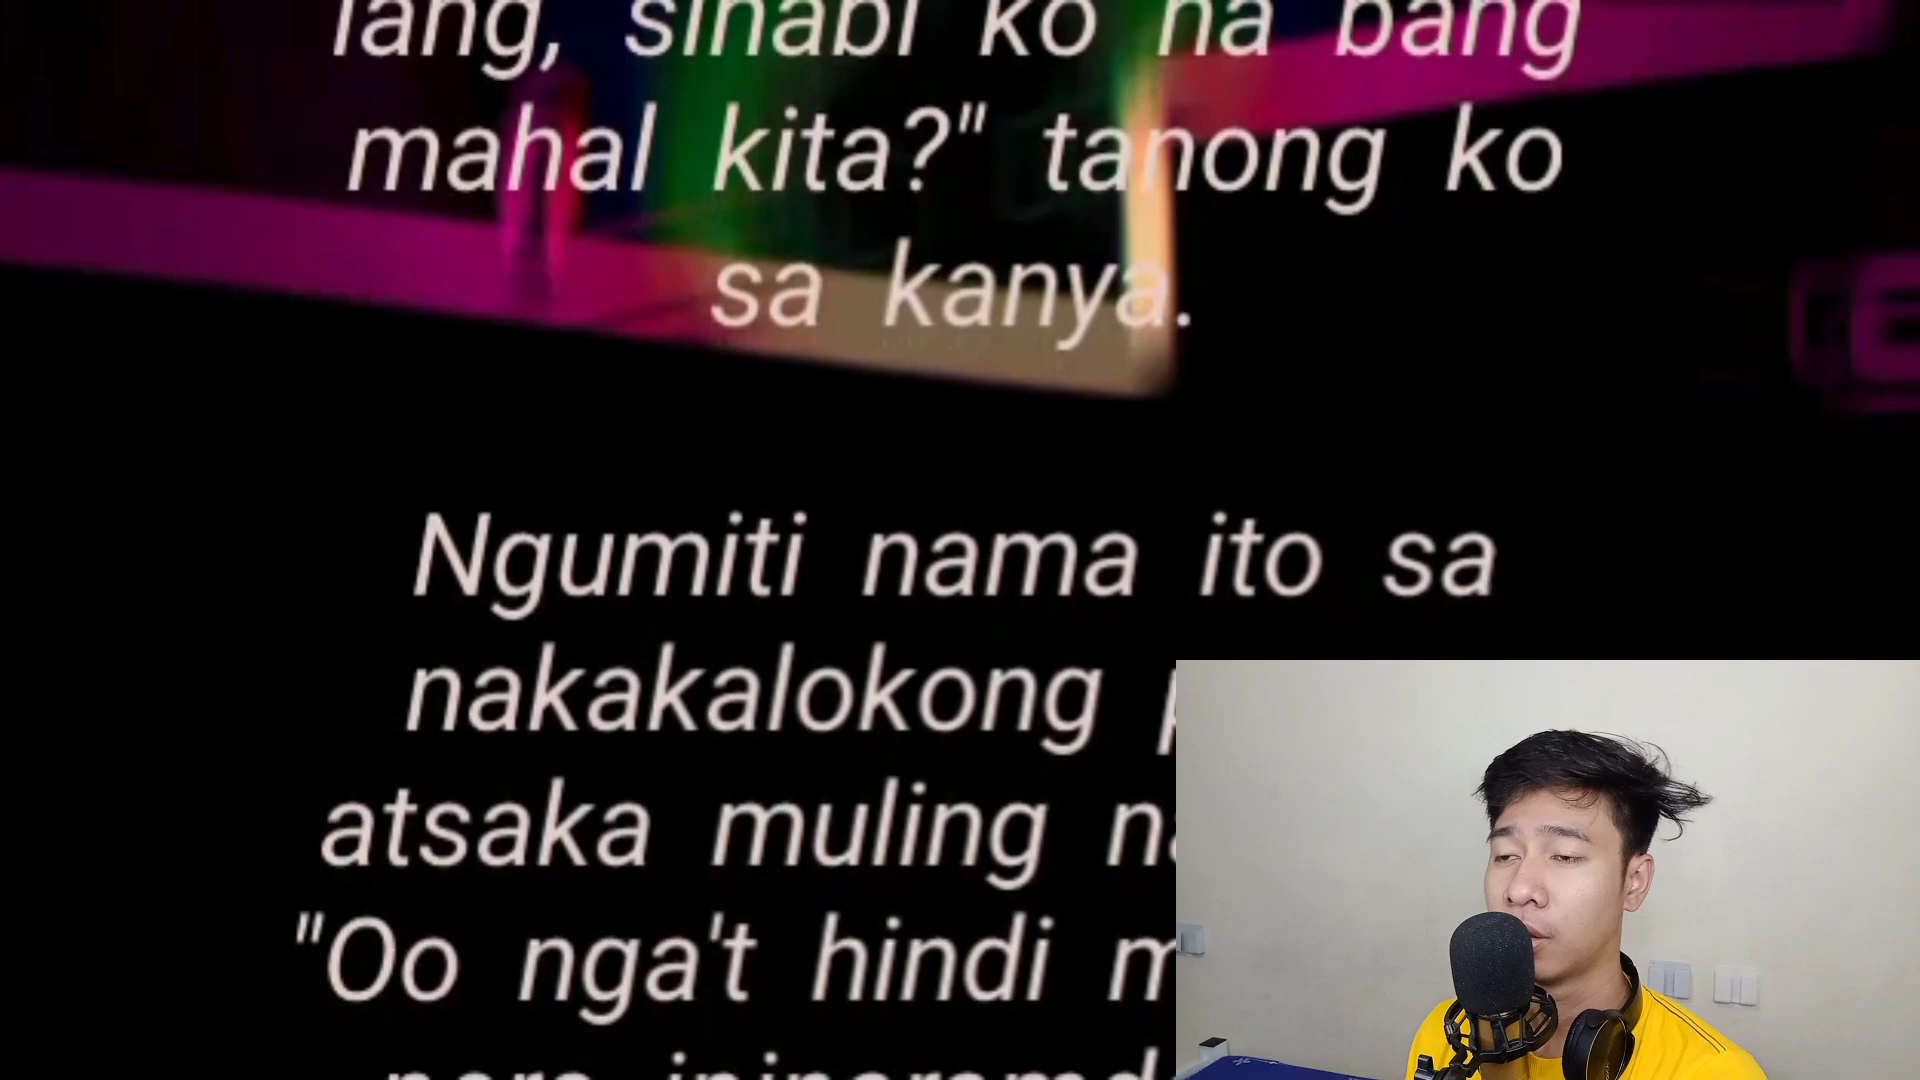 lang, sinabi ko na bang
mahal kita?" tanong ko
sa kanya.
Ngumiti nama ito sa
nakakalokong
atsaka muling
"Oo nga't hindi